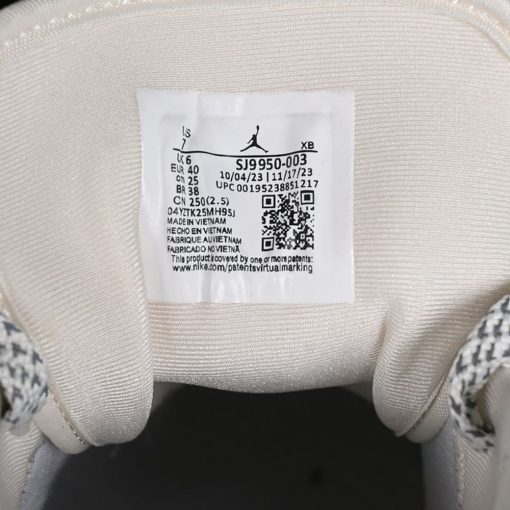 US
7
XB
UK 6
SJ9950-003
EUR 40
10/04/23 | 11/17/23
cm 25
UPC 00195238851217
BR 38
CN 250(2.5)
04YZTK25MH95J
MADE IN VIETNAM
HECHO EN VIETNAM
FABRIQUE AU VIETNAM
FABRICADO NO VIETNÃ
This product is covered by one or more patents:
www.nike.com/patentsvirtualmarking